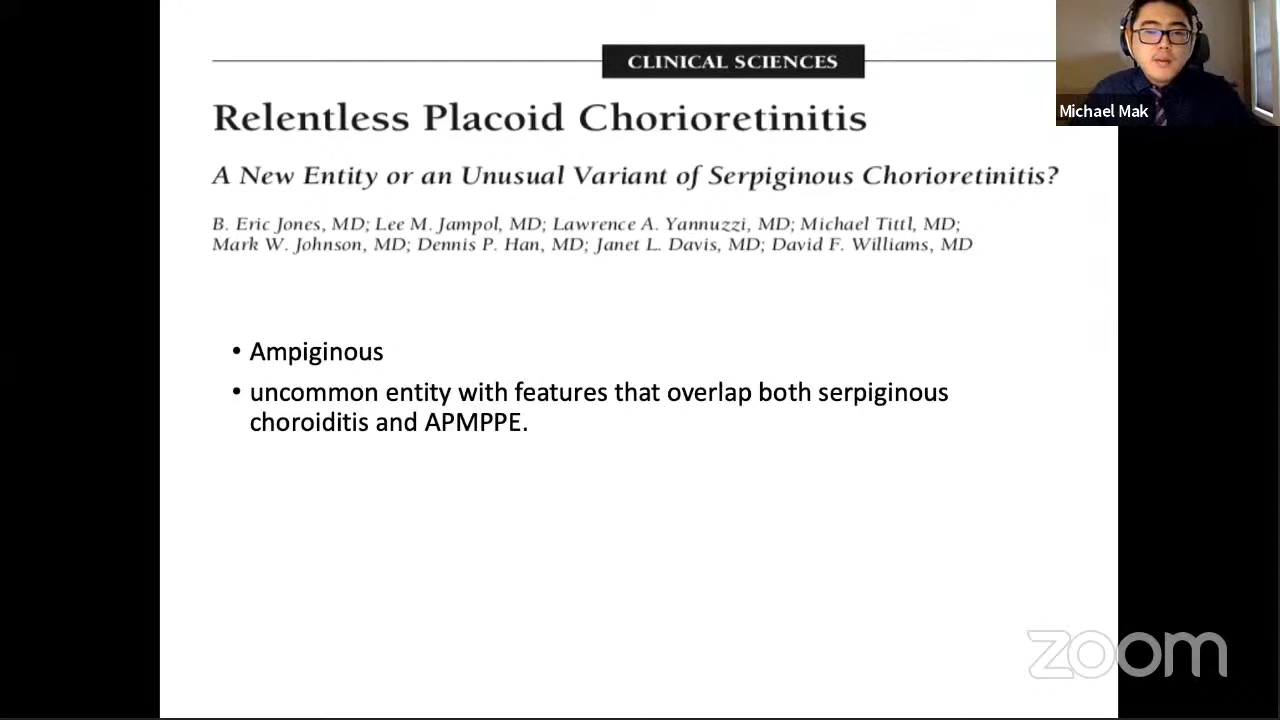 CLINICAL SCIENCES
Relentless Placoid Chorioretinitis
A New Entity or an Unusual Variant of Serpiginous Chorioretinitis?
B. Eric Jones, MD; Lee M. Jampol, MD; Lawrence A. Yannuzzi, MD; Michael Tittl, MD;
Mark W. Johnson, MD; Dennis P. Han, MD; Janet L. Davis, MD; David F. Williams, MD
• Ampiginous
• uncommon entity with features that overlap both serpiginous
choroiditis and APMPPE.
Michael Mak
zoom